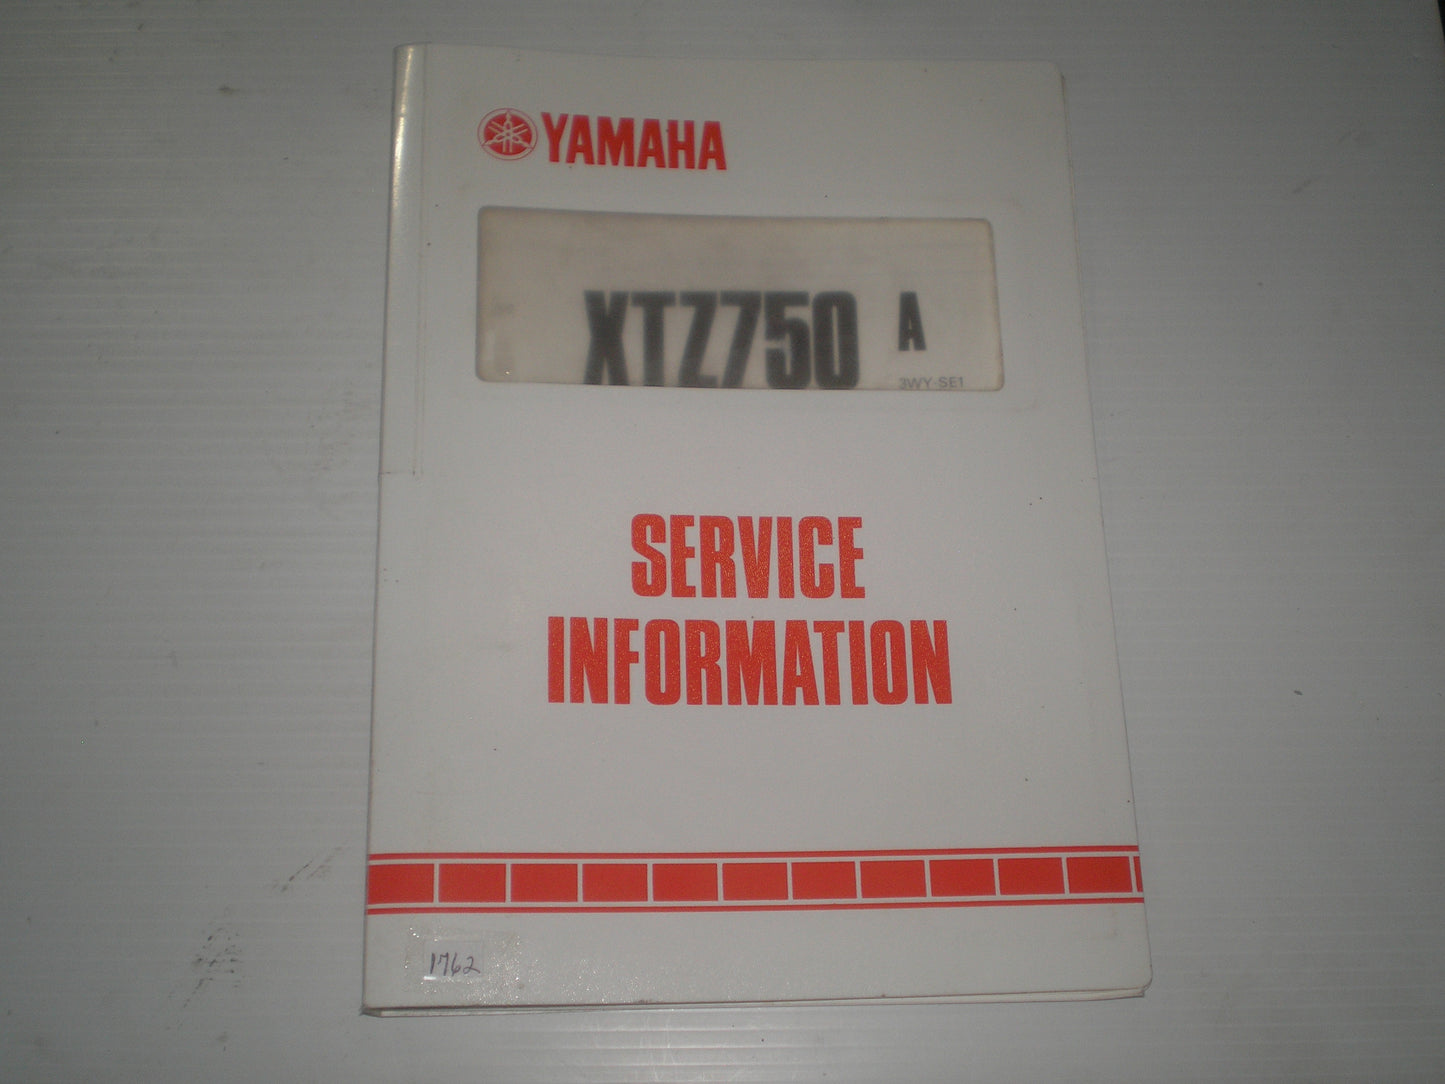 YAMAHA
XTZ750 A
3WY-SE1
SERVICE
INFORMATION
1762